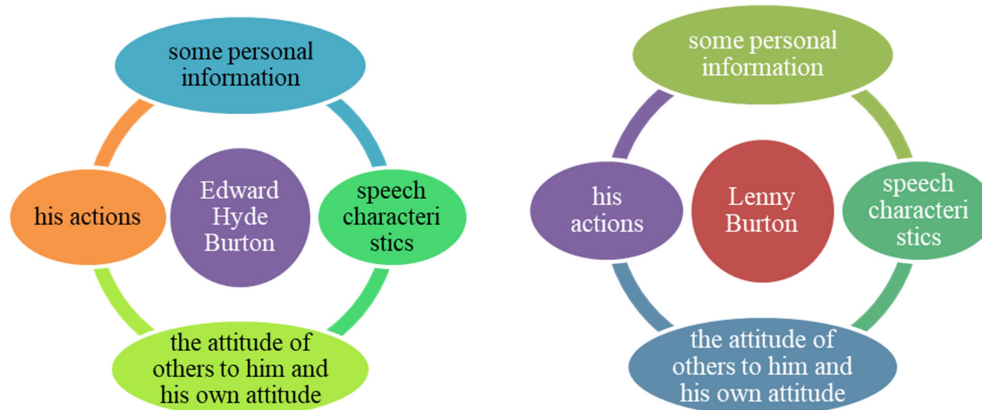 some personal
information
his actions
Edward
Hyde
Burton
speech
characteri
stics
the attitude of
others to him and
his own attitude
some personal
information
his
actions
Lenny
Burton
speech
characteri
stics
the attitude of
others to him and
his own attitude